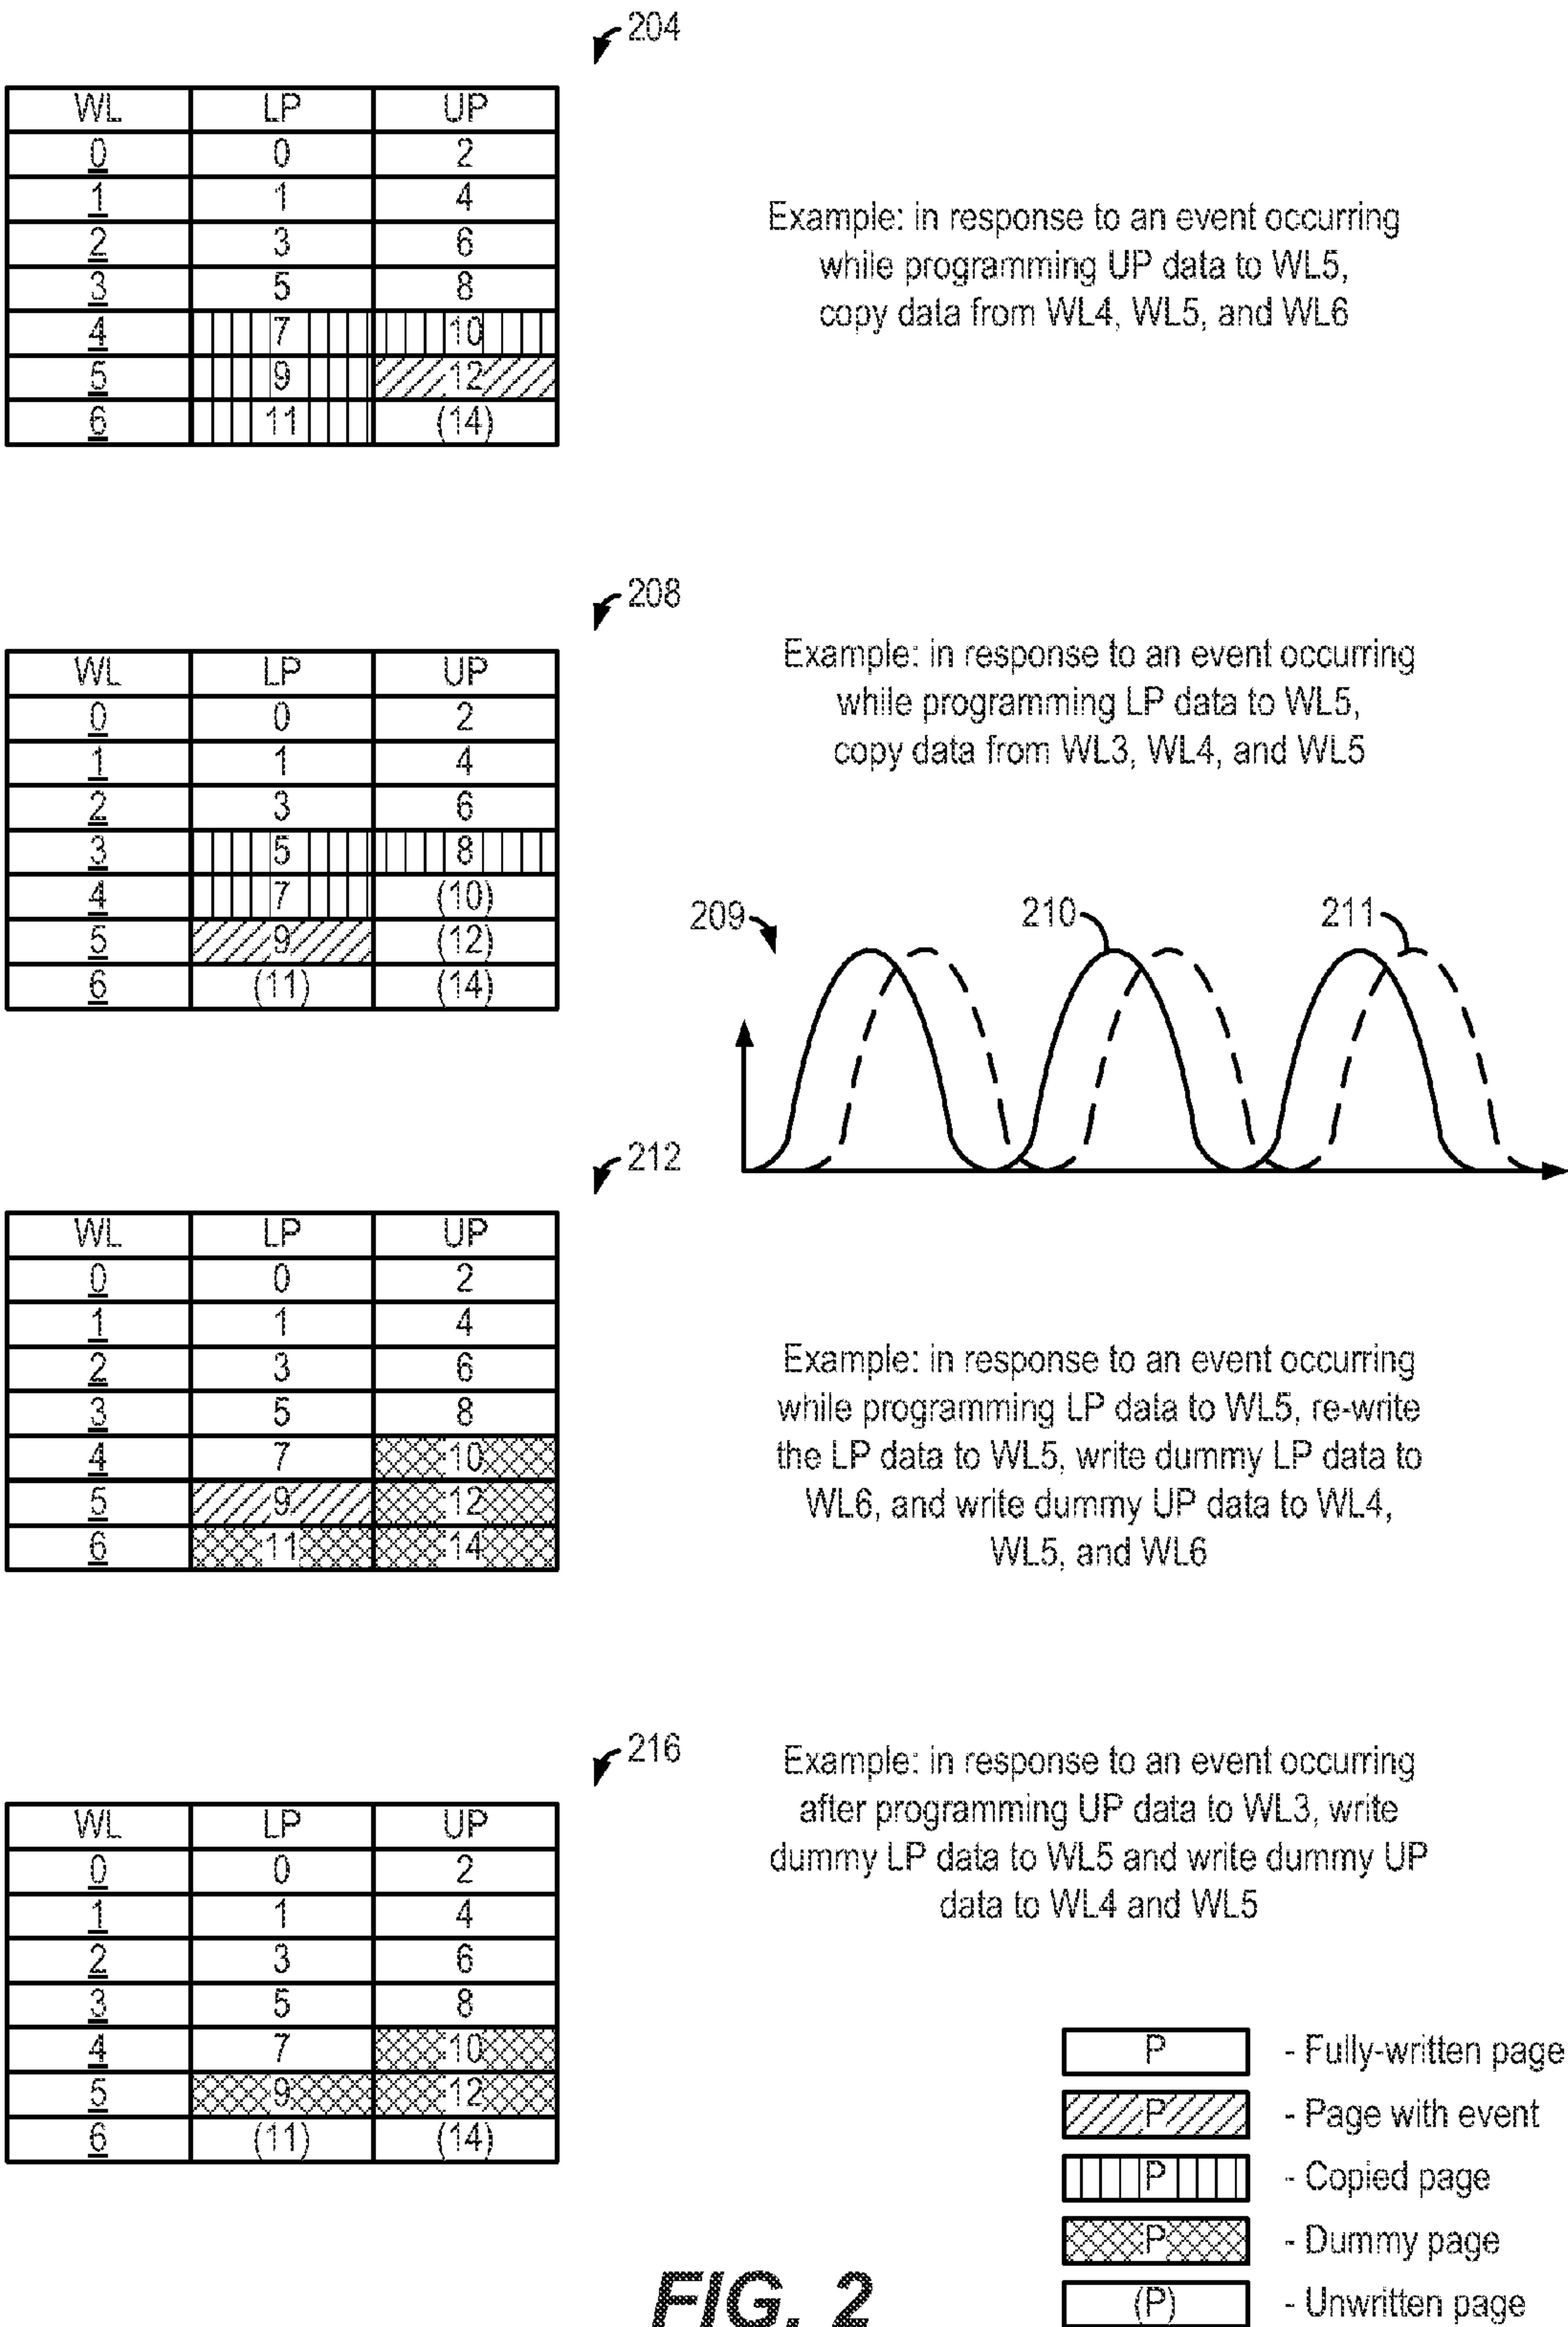 204
WL LP UP
0 0 2
1 1 4
2 3 6
3 5 8
4 7 10
5 9 12
6 11 (14)
Example: in response to an event occurring
while programming UP data to WL5,
copy data from WL4, WL5, and WL6
208
WL LP UP
0 0 2
1 1 4
2 3 6
3 5 8
4 7 (10)
5 9 (12)
6 (11) (14)
Example: in response to an event occurring
while programming LP data to WL5,
copy data from WL3, WL4, and WL5
209 210 211
212
WL LP UP
0 0 2
1 1 4
2 3 6
3 5 8
4 7 10
5 9 12
6 11 14
Example: in response to an event occurring
while programming LP data to WL5, re-write
the LP data to WL5, write dummy LP data to
WL6, and write dummy UP data to WL4,
WL5, and WL6
216
WL LP UP
0 0 2
1 1 4
2 3 6
3 5 8
4 7 10
5 9 12
6 (11) (14)
Example: in response to an event occurring
after programming UP data to WL3, write
dummy LP data to WL5 and write dummy UP
data to WL4 and WL5
P - Fully-written page
P - Page with event
P - Copied page
P - Dummy page
(P) - Unwritten page
FIG. 2